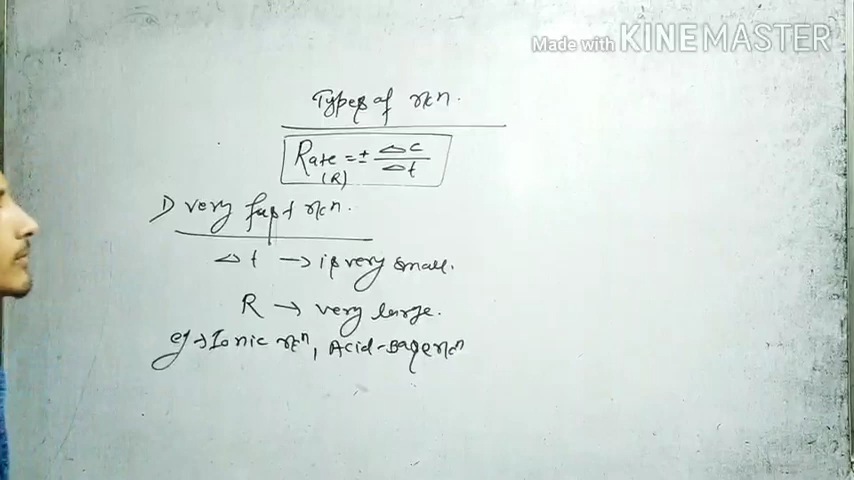 Made with KINEMASTER
Types of rxn.
Rate = ± Δc/Δt
(R)
1) very fast rxn.
Δt → is very small.
R → very large.
eg → Ionic rxn, Acid-Base rxn